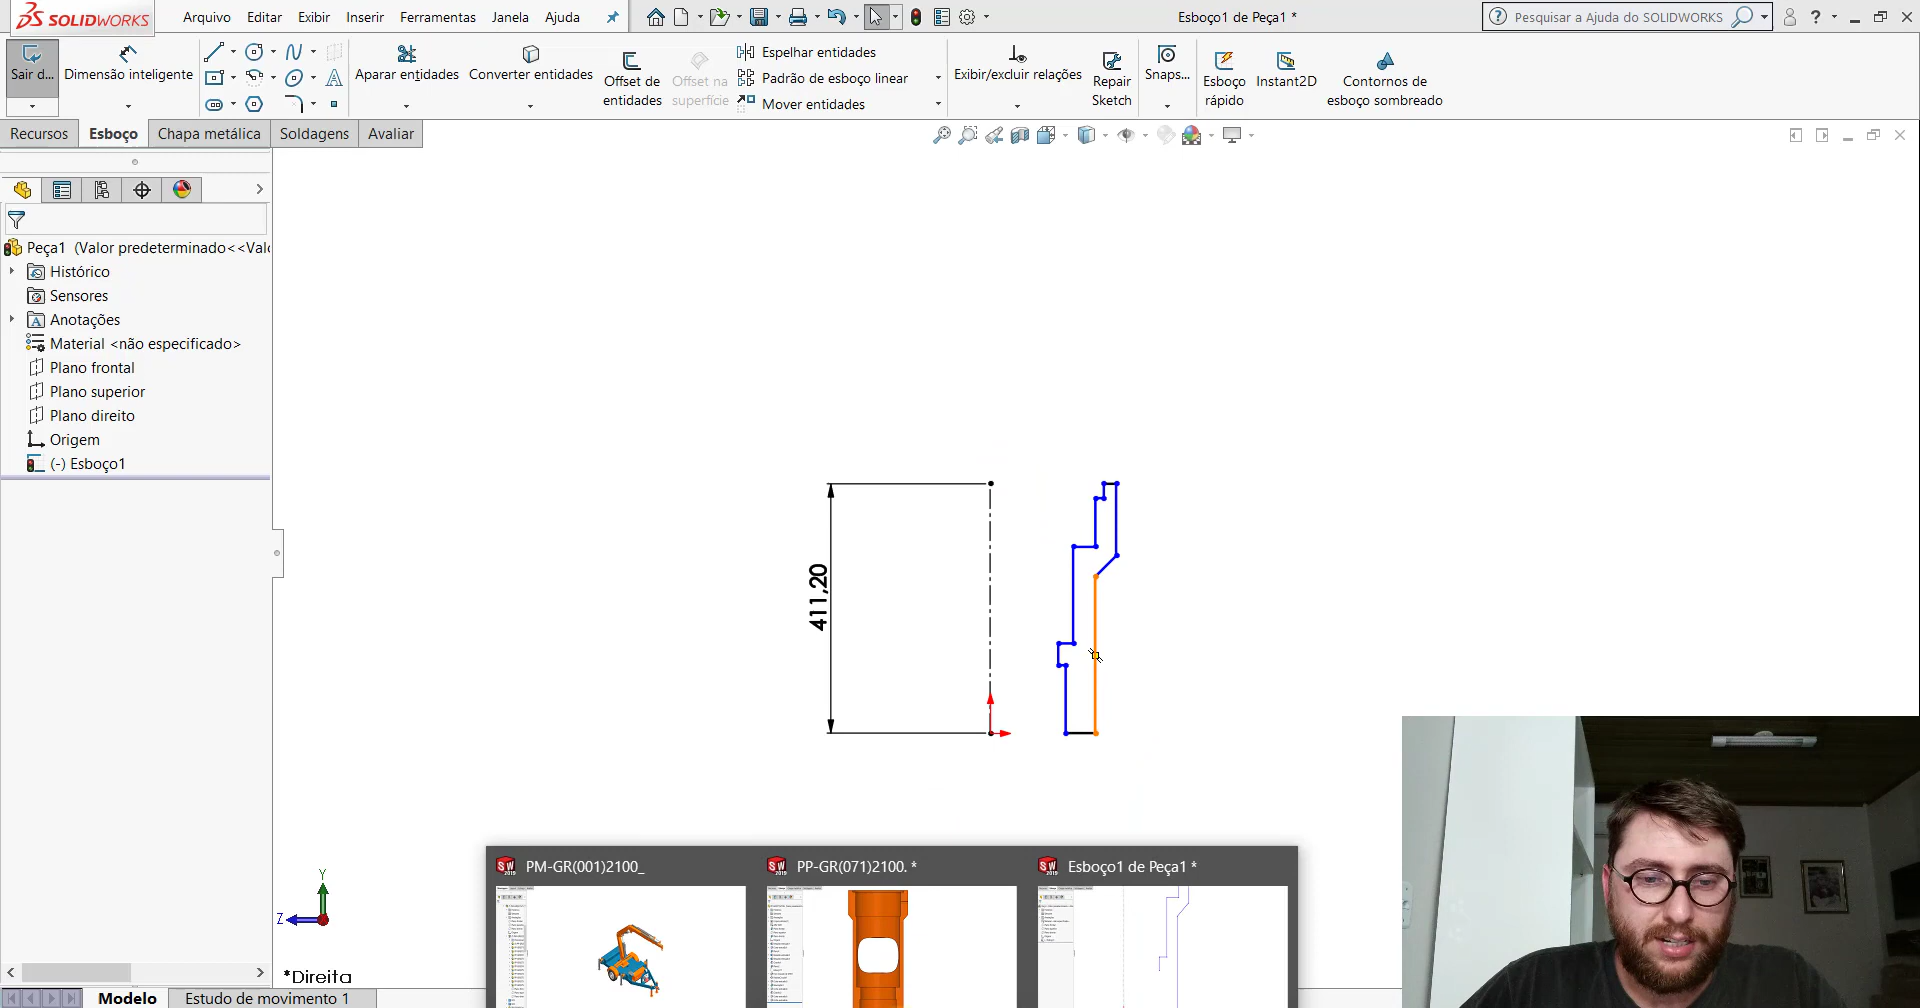 SOLIDWORKS
Arquivo Editar Exibir Inserir Ferramentas Janela Ajuda
Esboço1 de Peça1 *
Pesquisar a Ajuda do SOLIDWORKS
Sair d...
Dimensão inteligente
Aparar entidades
Converter entidades
Offset de
entidades
Offset na
superfície
Espelhar entidades
Padrão de esboço linear
Mover entidades
Exibir/excluir relações
Repair
Sketch
Snaps...
Esboço
rápido
Instant2D
Contornos de
esboço sombreado
Recursos Esboço Chapa metálica Soldagens Avaliar
Peça1 (Valor predeterminado<<Val
Histórico
Sensores
Anotações
Material <não especificado>
Plano frontal
Plano superior
Plano direito
Origem
(-) Esboço1
411,20
Y
Z
*Direita
PM-GR(001)2100_
PP-GR(071)2100. *
Esboço1 de Peça1 *
Modelo Estudo de movimento 1